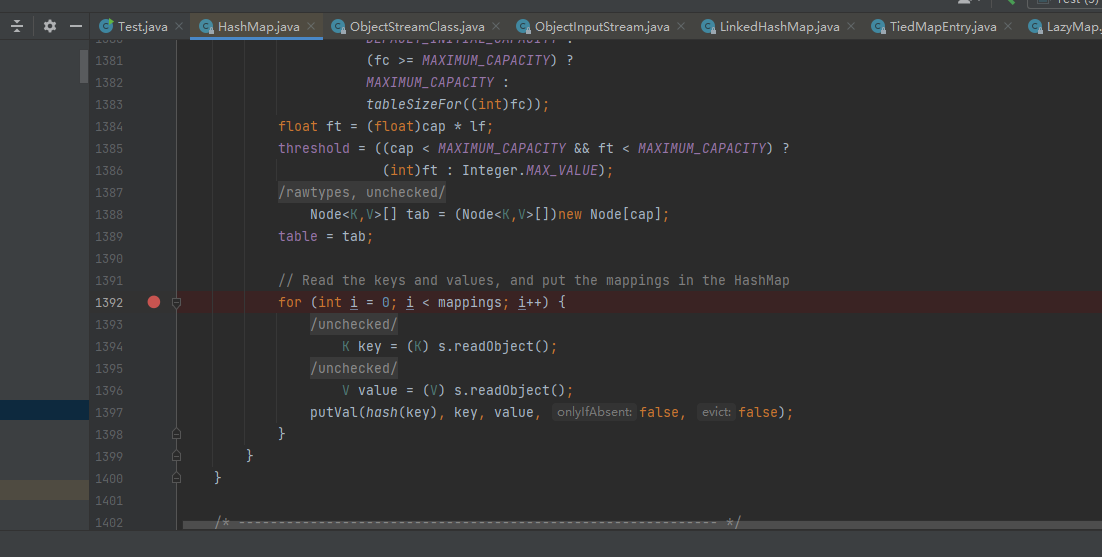 Test (3)
Test.java HashMap.java ObjectStreamClass.java ObjectInputStream.java LinkedHashMap.java TiedMapEntry.java LazyMap.
1380 DEFAULT_INITIAL_CAPACITY :
1381 (fc >= MAXIMUM_CAPACITY) ?
1382 MAXIMUM_CAPACITY :
1383 tableSizeFor((int)fc));
1384 float ft = (float)cap * lf;
1385 threshold = ((cap < MAXIMUM_CAPACITY && ft < MAXIMUM_CAPACITY) ?
1386 (int)ft : Integer.MAX_VALUE);
1387 /rawtypes, unchecked/
1388 Node<K,V>[] tab = (Node<K,V>[])new Node[cap];
1389 table = tab;
1390
1391 // Read the keys and values, and put the mappings in the HashMap
1392 for (int i = 0; i < mappings; i++) {
1393 /unchecked/
1394 K key = (K) s.readObject();
1395 /unchecked/
1396 V value = (V) s.readObject();
1397 putVal(hash(key), key, value, onlyIfAbsent: false, evict: false);
1398 }
1399 }
1400 }
1401
1402 /* ------------------------------------------------------------ */